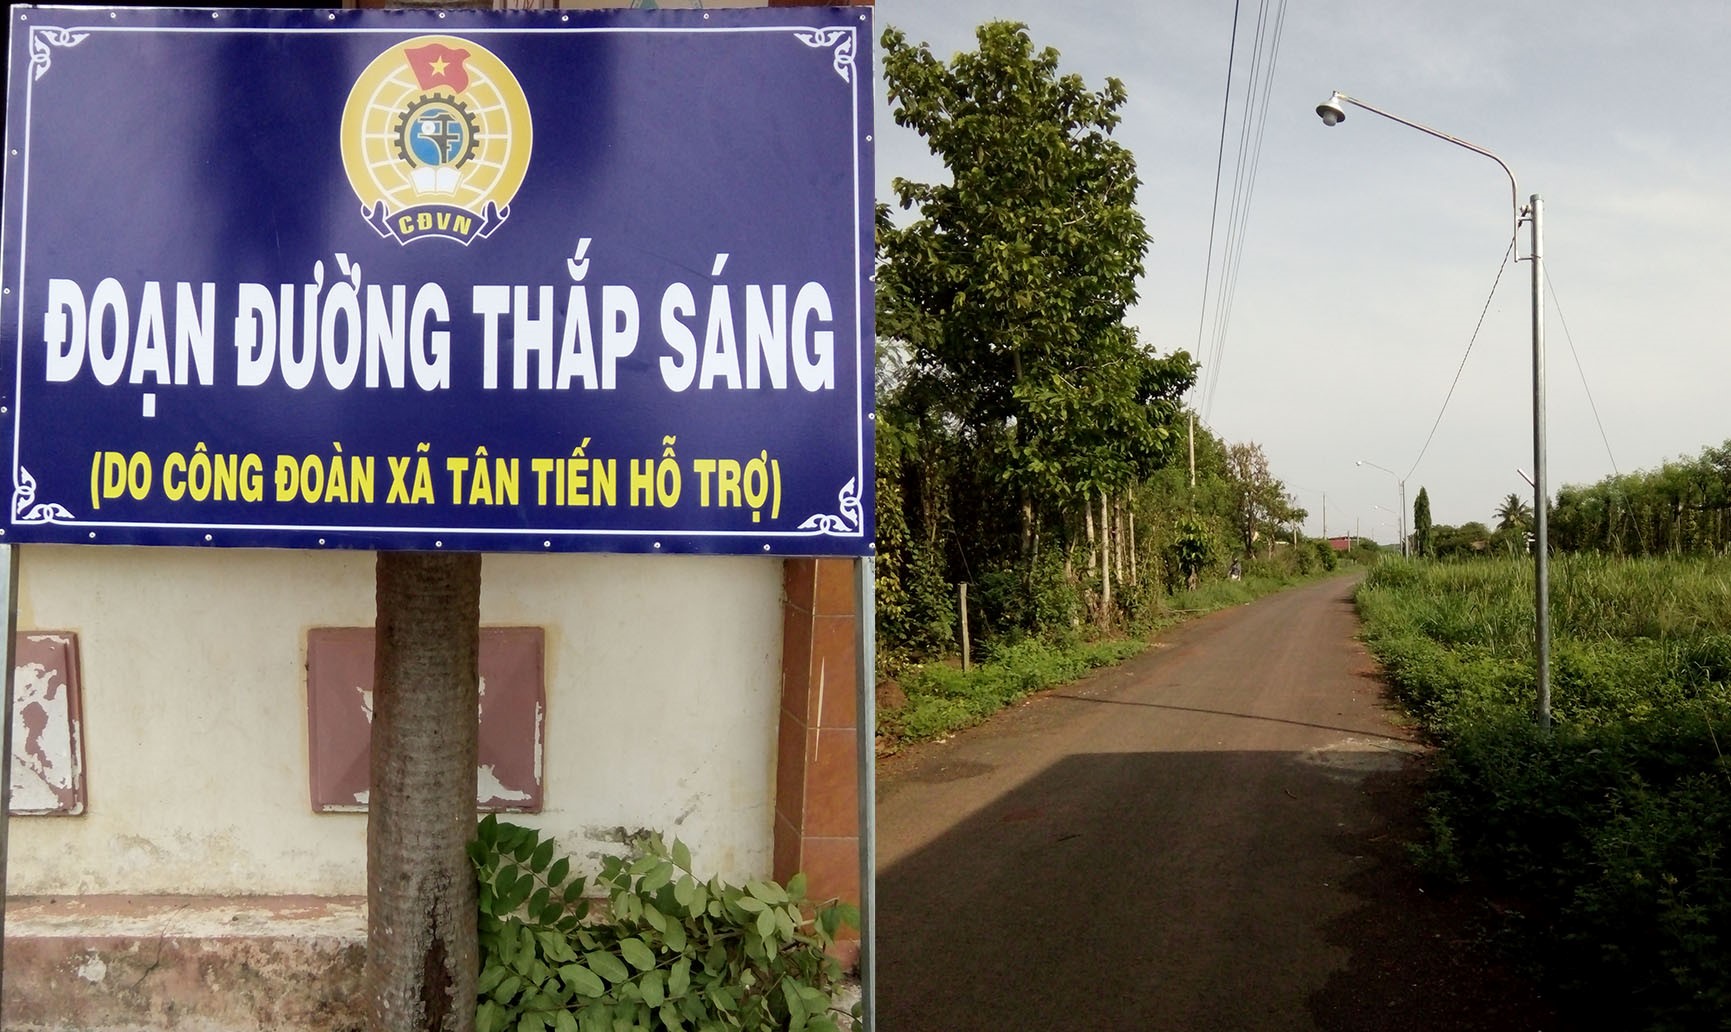 CĐVN
ĐOẠN ĐƯỜNG THẮP SÁNG
(DO CÔNG ĐOÀN XÃ TÂN TIẾN HỖ TRỢ)